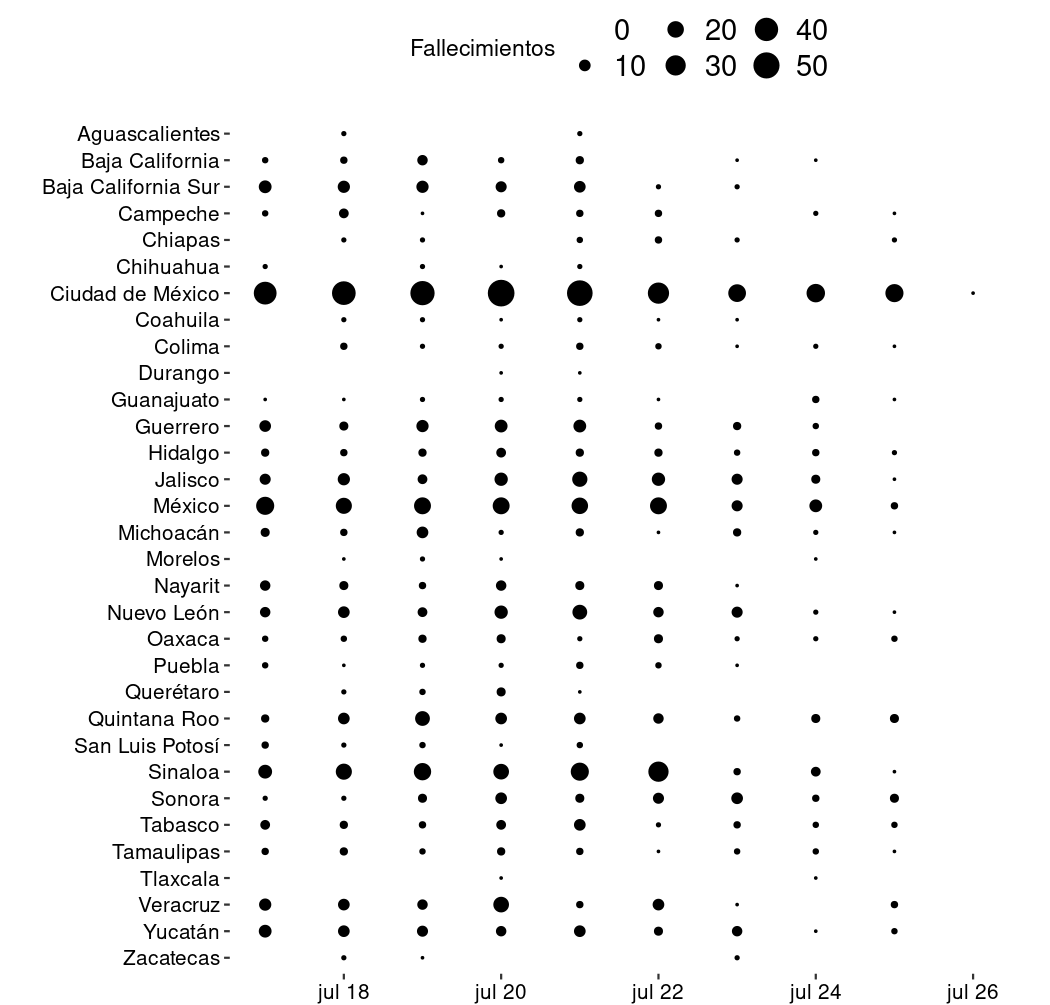 Fallecimientos
0 20 40
10 30 50
Aguascalientes
Baja California
Baja California Sur
Campeche
Chiapas
Chihuahua
Ciudad de México
Coahuila
Colima
Durango
Guanajuato
Guerrero
Hidalgo
Jalisco
México
Michoacán
Morelos
Nayarit
Nuevo León
Oaxaca
Puebla
Querétaro
Quintana Roo
San Luis Potosí
Sinaloa
Sonora
Tabasco
Tamaulipas
Tlaxcala
Veracruz
Yucatán
Zacatecas
jul 18 jul 20 jul 22 jul 24 jul 26